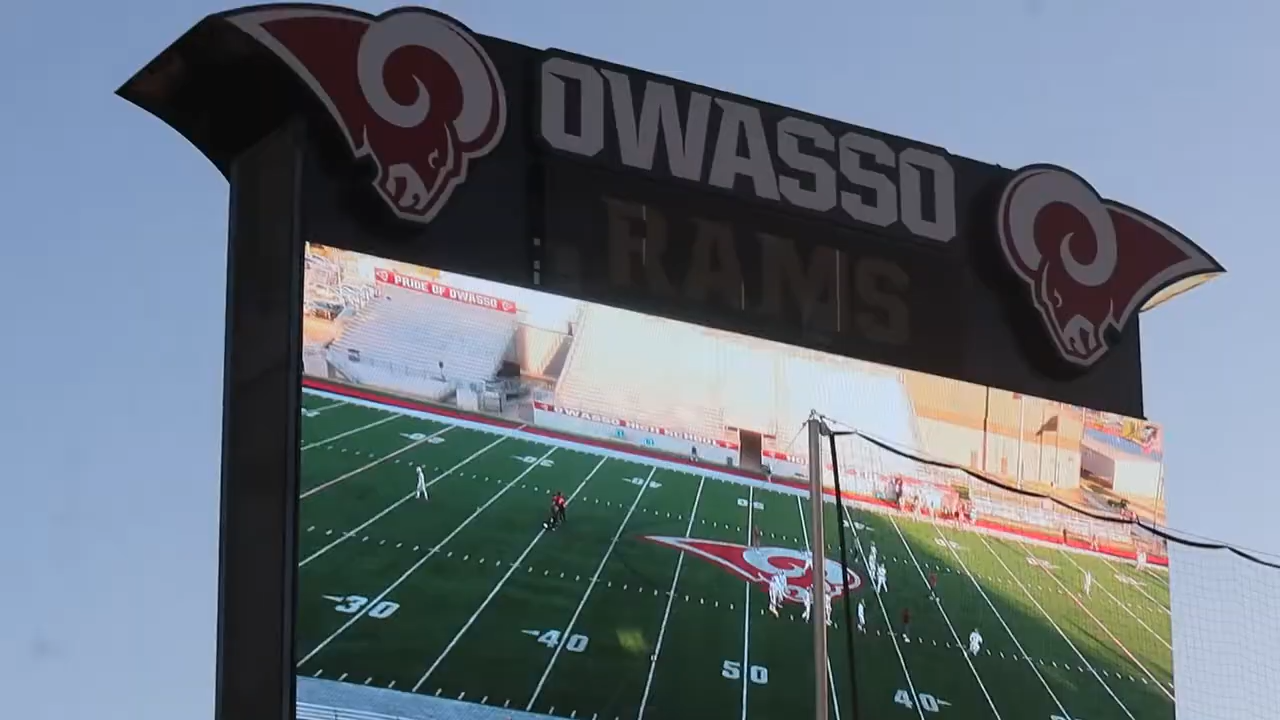 OWASSO
RAMS
PRIDE OF OWASSO
OWASSO HIGH SCHOOL
30
40
50
40